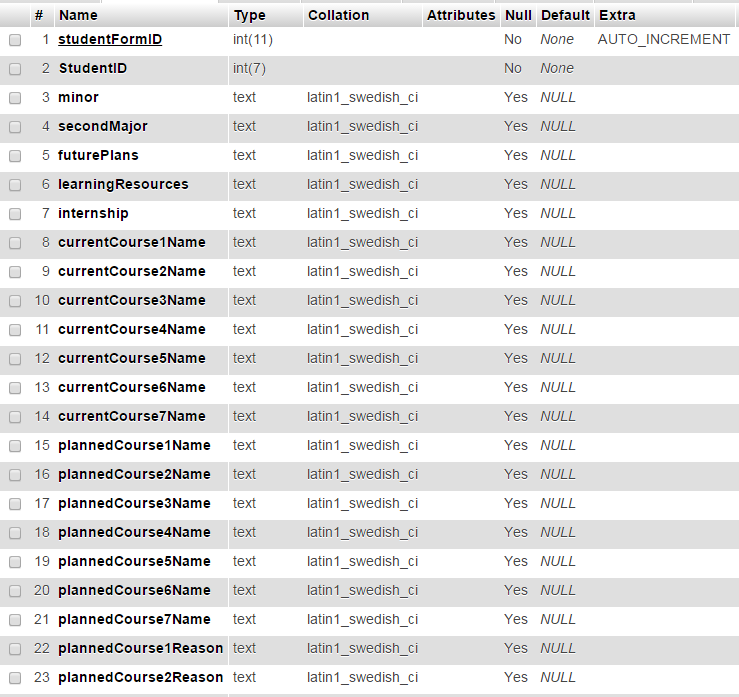 # Name Type Collation Attributes Null Default Extra
1 studentFormID int(11) No None AUTO_INCREMENT
2 StudentID int(7) No None
3 minor text latin1_swedish_ci Yes NULL
4 secondMajor text latin1_swedish_ci Yes NULL
5 futurePlans text latin1_swedish_ci Yes NULL
6 learningResources text latin1_swedish_ci Yes NULL
7 internship text latin1_swedish_ci Yes NULL
8 currentCourse1Name text latin1_swedish_ci Yes NULL
9 currentCourse2Name text latin1_swedish_ci Yes NULL
10 currentCourse3Name text latin1_swedish_ci Yes NULL
11 currentCourse4Name text latin1_swedish_ci Yes NULL
12 currentCourse5Name text latin1_swedish_ci Yes NULL
13 currentCourse6Name text latin1_swedish_ci Yes NULL
14 currentCourse7Name text latin1_swedish_ci Yes NULL
15 plannedCourse1Name text latin1_swedish_ci Yes NULL
16 plannedCourse2Name text latin1_swedish_ci Yes NULL
17 plannedCourse3Name text latin1_swedish_ci Yes NULL
18 plannedCourse4Name text latin1_swedish_ci Yes NULL
19 plannedCourse5Name text latin1_swedish_ci Yes NULL
20 plannedCourse6Name text latin1_swedish_ci Yes NULL
21 plannedCourse7Name text latin1_swedish_ci Yes NULL
22 plannedCourse1Reason text latin1_swedish_ci Yes NULL
23 plannedCourse2Reason text latin1_swedish_ci Yes NULL